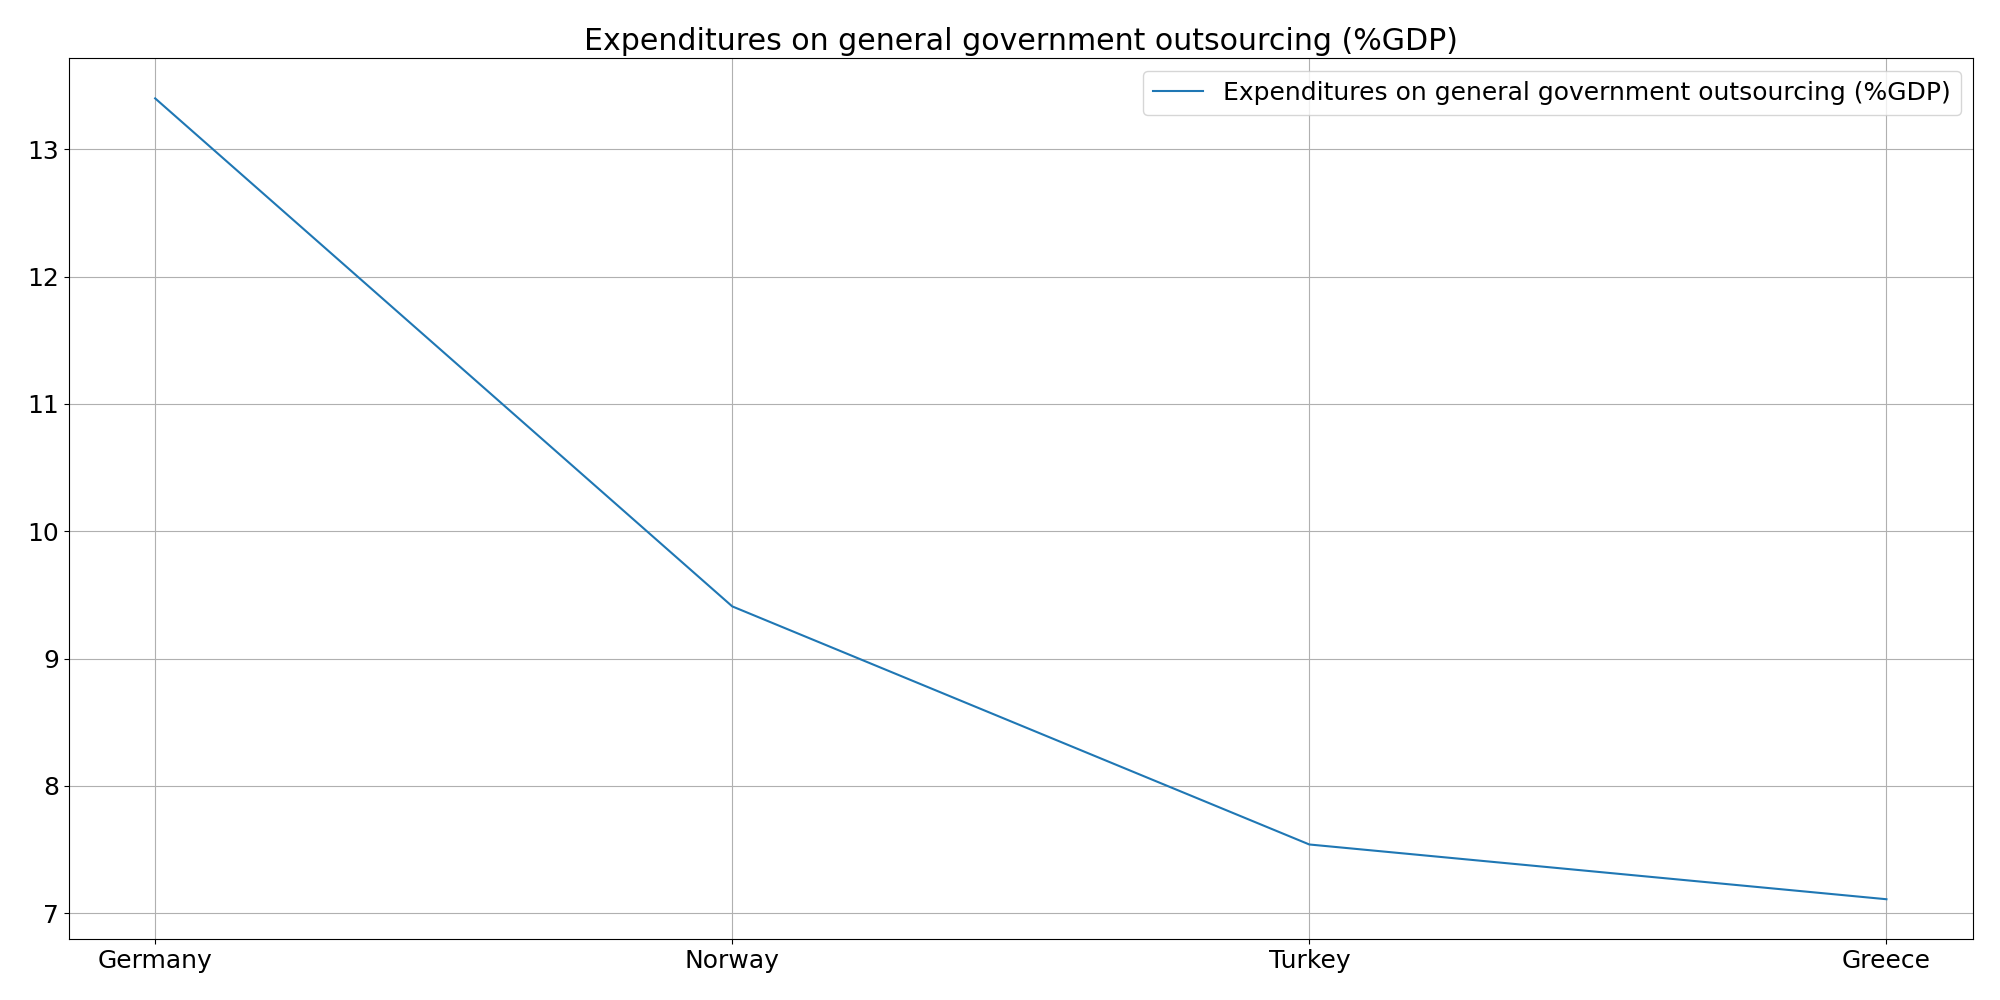 Expenditures on general government outsourcing (%GDP)
Expenditures on general government outsourcing (%GDP)
13
12
11
10
9
8
7
Germany Norway Turkey Greece